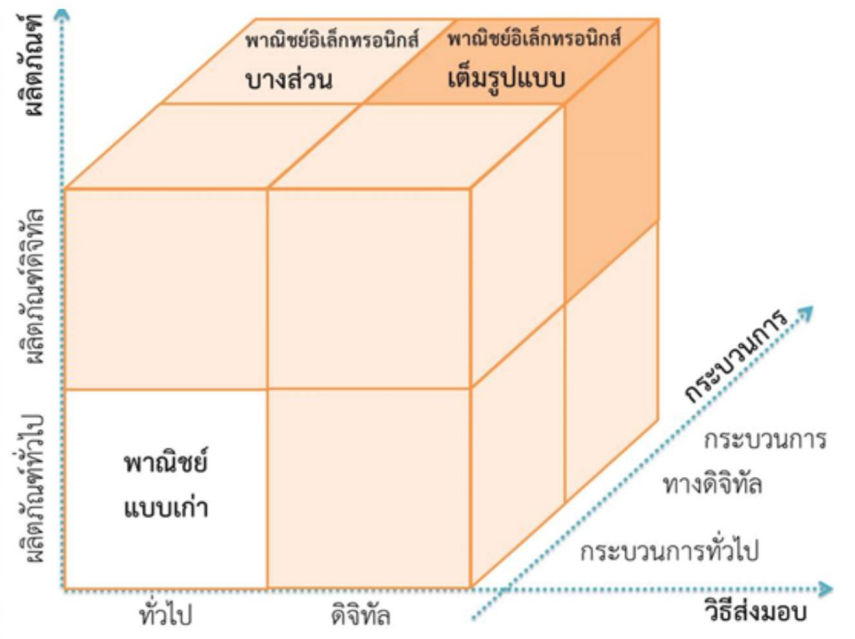 ผลิตภัณฑ์
พาณิชย์อิเล็กทรอนิกส์
บางส่วน
พาณิชย์อิเล็กทรอนิกส์
เต็มรูปแบบ
ผลิตภัณฑ์ดิจิทัล
ผลิตภัณฑ์ทั่วไป
พาณิชย์
แบบเก่า
กระบวนการ
กระบวนการ
ทางดิจิทัล
กระบวนการทั่วไป
ทั่วไป
ดิจิทัล
วิธีส่งมอบ